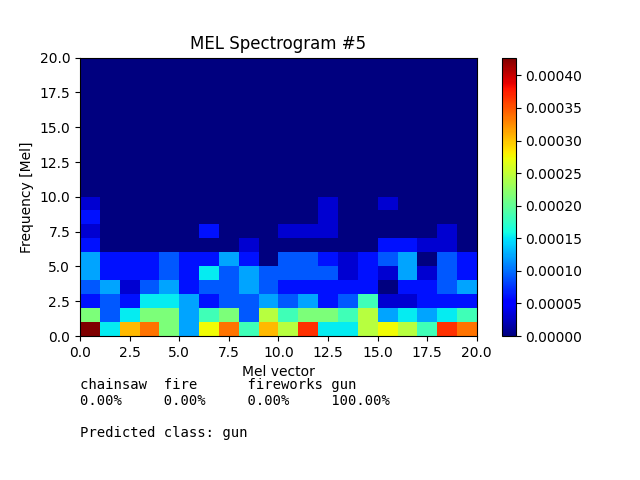 MEL Spectrogram #5
20.0
17.5
15.0
12.5
10.0
7.5
5.0
2.5
0.0
Frequency [Mel]
0.0 2.5 5.0 7.5 10.0 12.5 15.0 17.5 20.0
Mel vector
0.00040
0.00035
0.00030
0.00025
0.00020
0.00015
0.00010
0.00005
0.00000
chainsaw fire fireworks gun
0.00% 0.00% 0.00% 100.00%
Predicted class: gun